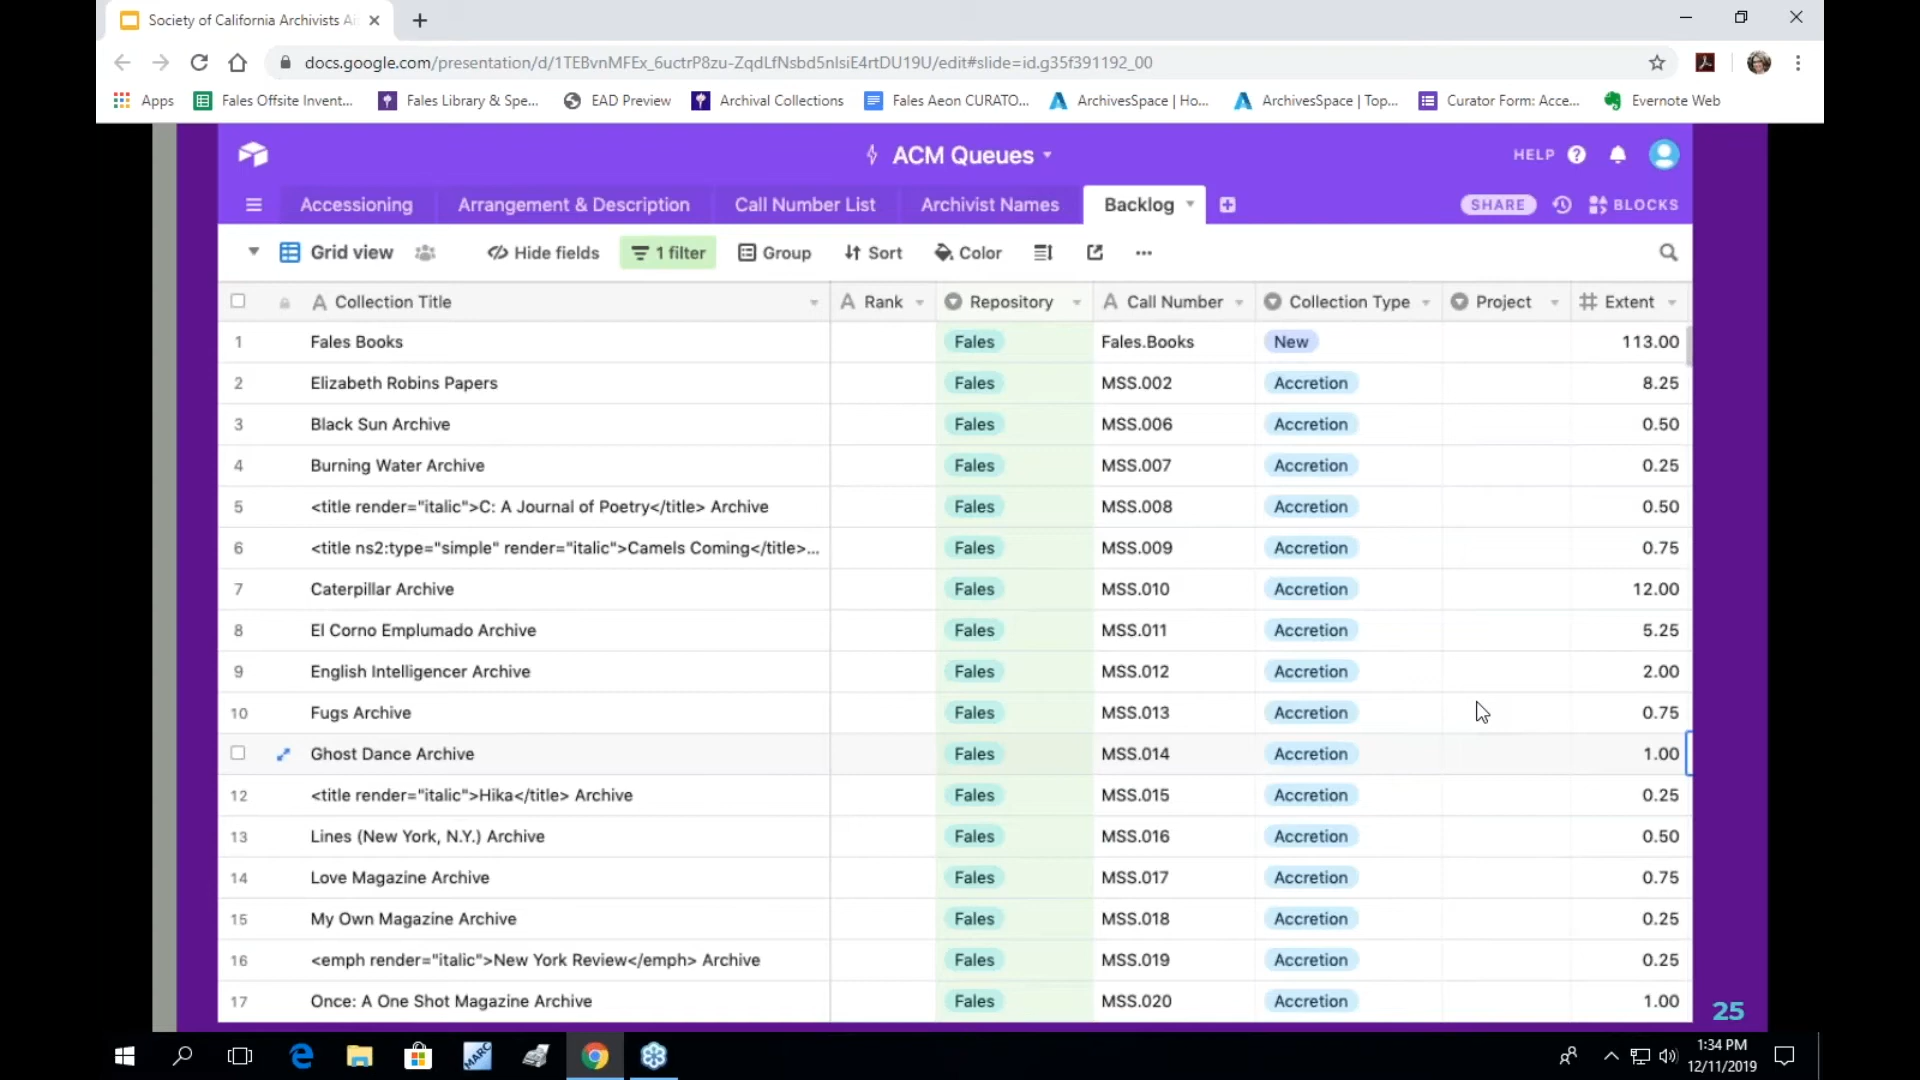 Society of California Archivists Ai
docs.google.com/presentation/d/1TEBvnMFEx_6uctrP8zu-ZqdLfNsbd5nlsiE4rtDU19U/edit#slide=id.g35f391192_00
Apps Fales Offsite Invent... Fales Library & Spe... EAD Preview Archival Collections Fales Aeon CURATO... ArchivesSpace | Ho... ArchivesSpace | Top... Curator Form: Acce... Evernote Web
ACM Queues HELP ?
Accessioning Arrangement & Description Call Number List Archivist Names Backlog SHARE BLOCKS
Grid view Hide fields 1 filter Group Sort Color ...
A Collection Title A Rank Repository A Call Number Collection Type Project # Extent
1 Fales Books Fales Fales.Books New 113.00
2 Elizabeth Robins Papers Fales MSS.002 Accretion 8.25
3 Black Sun Archive Fales MSS.006 Accretion 0.50
4 Burning Water Archive Fales MSS.007 Accretion 0.25
5 <title render="italic">C: A Journal of Poetry</title> Archive Fales MSS.008 Accretion 0.50
6 <title ns2:type="simple" render="italic">Camels Coming</title>... Fales MSS.009 Accretion 0.75
7 Caterpillar Archive Fales MSS.010 Accretion 12.00
8 El Corno Emplumado Archive Fales MSS.011 Accretion 5.25
9 English Intelligencer Archive Fales MSS.012 Accretion 2.00
10 Fugs Archive Fales MSS.013 Accretion 0.75
Ghost Dance Archive Fales MSS.014 Accretion 1.00
12 <title render="italic">Hika</title> Archive Fales MSS.015 Accretion 0.25
13 Lines (New York, N.Y.) Archive Fales MSS.016 Accretion 0.50
14 Love Magazine Archive Fales MSS.017 Accretion 0.75
15 My Own Magazine Archive Fales MSS.018 Accretion 0.25
16 <emph render="italic">New York Review</emph> Archive Fales MSS.019 Accretion 0.25
17 Once: A One Shot Magazine Archive Fales MSS.020 Accretion 1.00
25
MARC
1:34 PM
12/11/2019